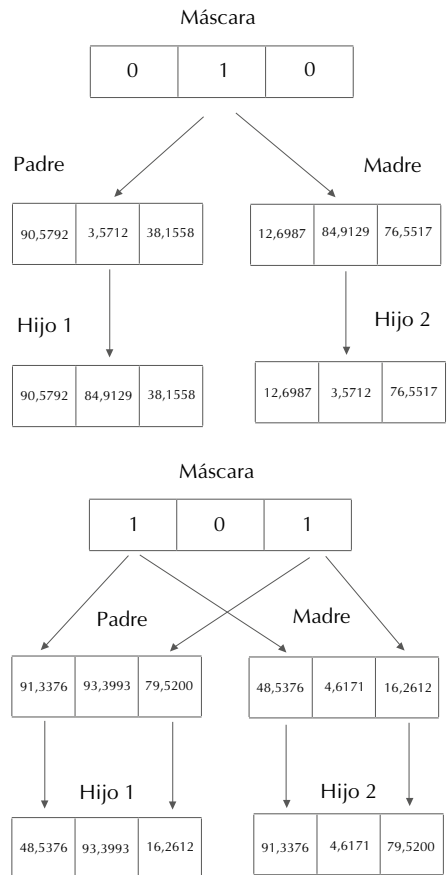 Máscara
0 1 0
Padre Madre
90,5792 3,5712 38,1558 12,6987 84,9129 76,5517
Hijo 1 Hijo 2
90,5792 84,9129 38,1558 12,6987 3,5712 76,5517
Máscara
1 0 1
Padre Madre
91,3376 93,3993 79,5200 48,5376 4,6171 16,2612
Hijo 1 Hijo 2
48,5376 93,3993 16,2612 91,3376 4,6171 79,5200